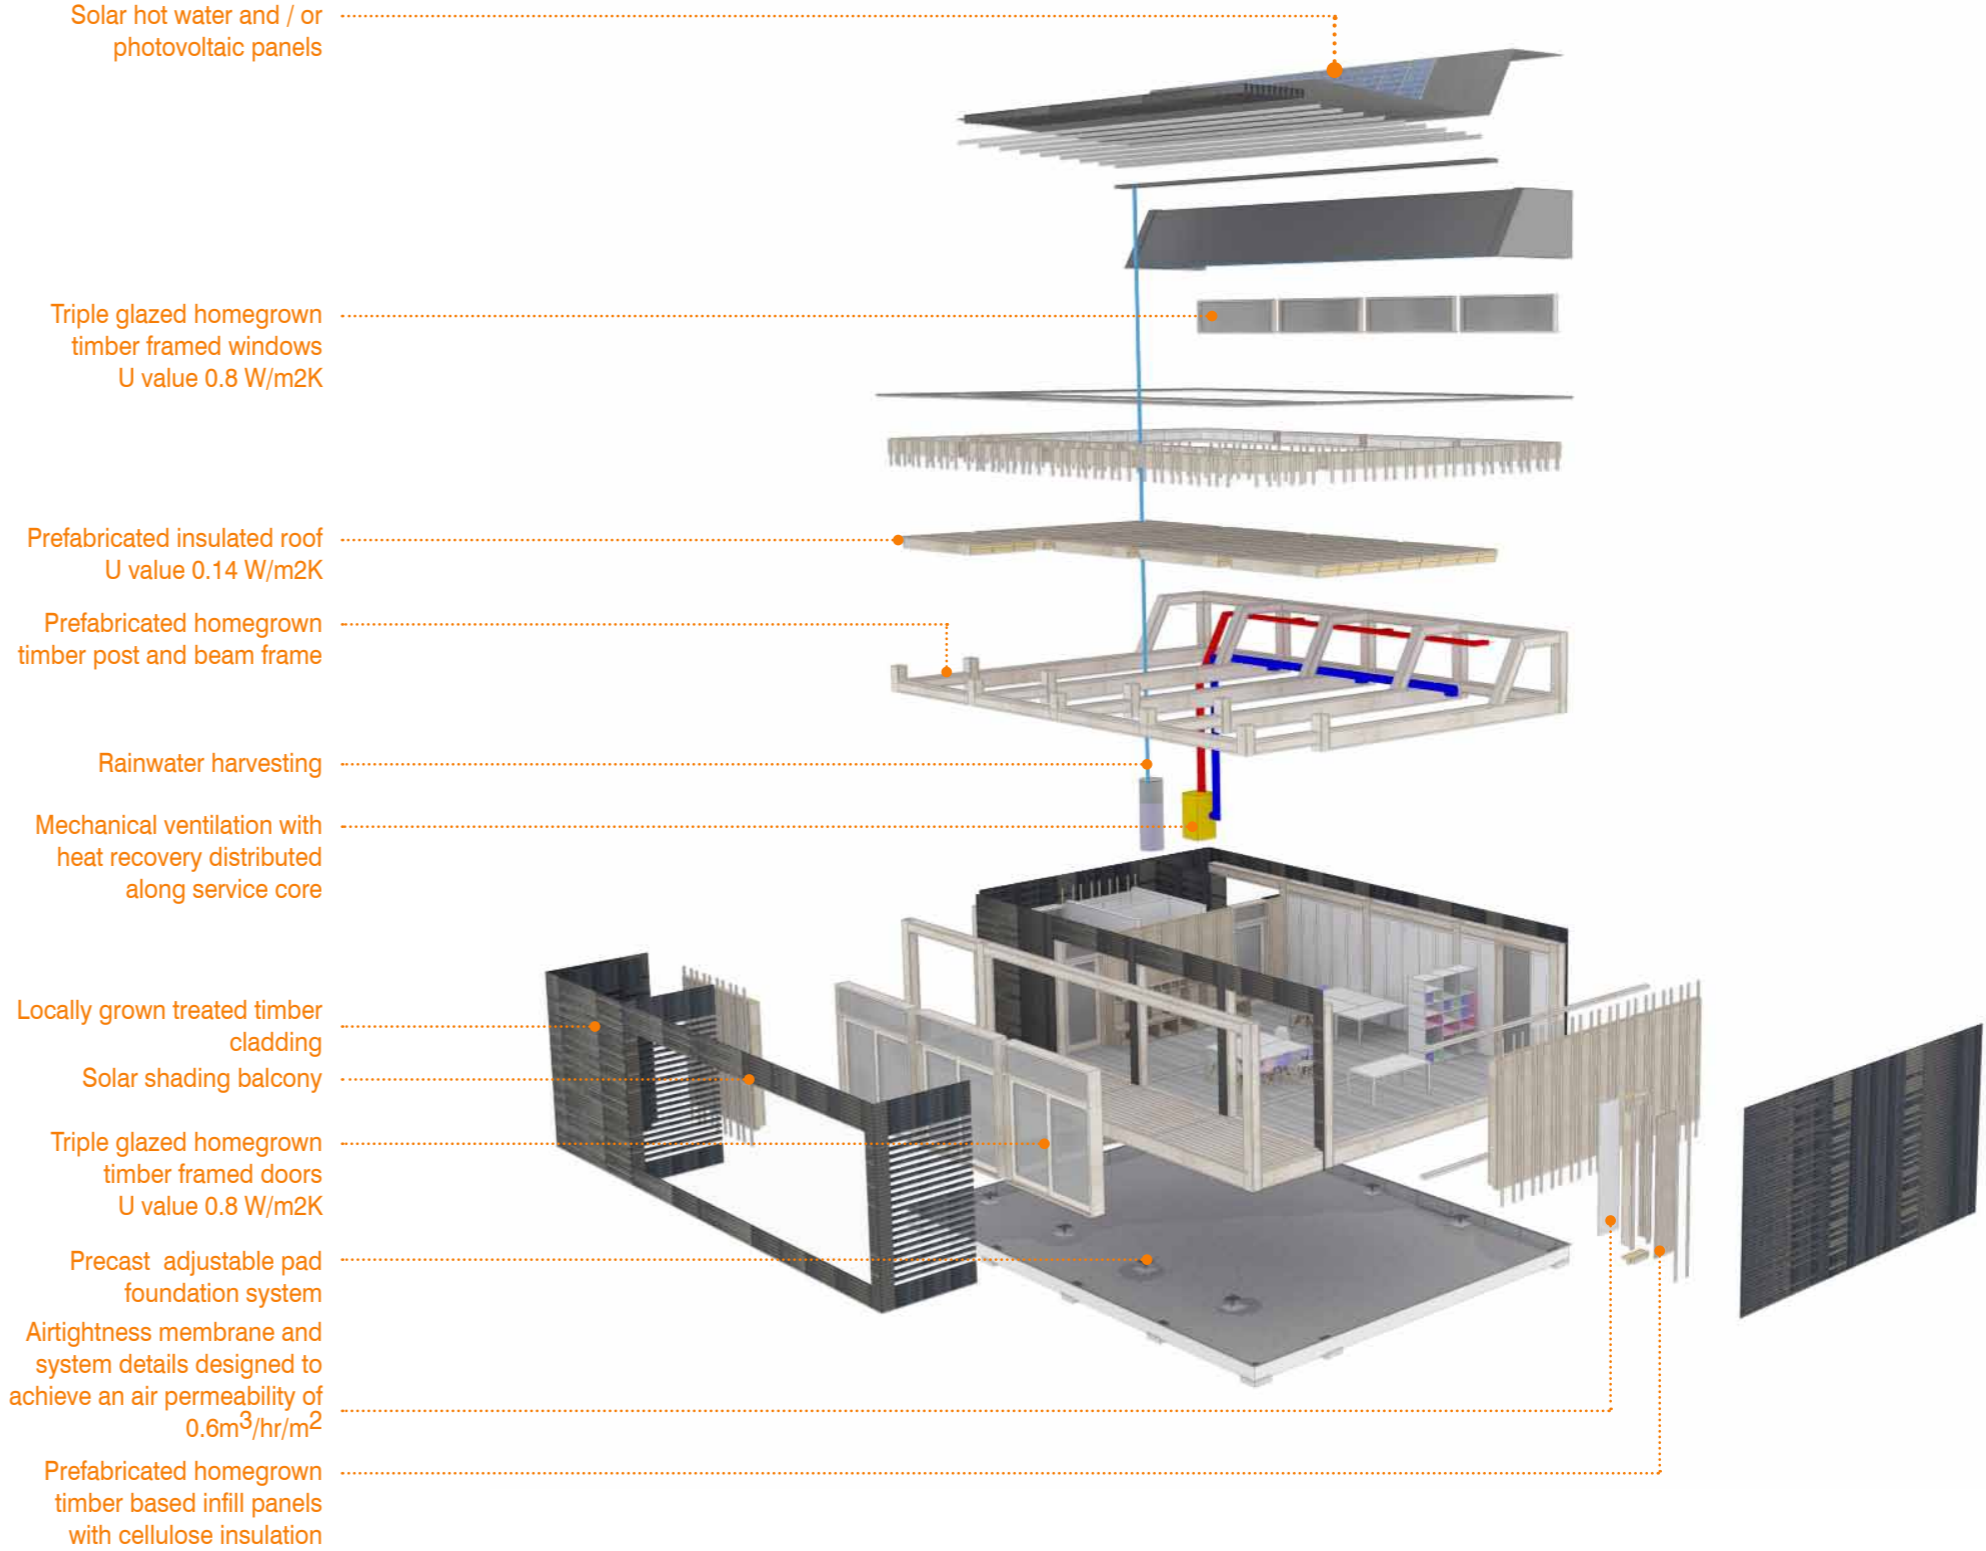 Solar hot water and / or
photovoltaic panels
Triple glazed homegrown
timber framed windows
U value 0.8 W/m2K
Prefabricated insulated roof
U value 0.14 W/m2K
Prefabricated homegrown
timber post and beam frame
Rainwater harvesting
Mechanical ventilation with
heat recovery distributed
along service core
Locally grown treated timber
cladding
Solar shading balcony
Triple glazed homegrown
timber framed doors
U value 0.8 W/m2K
Precast adjustable pad
foundation system
Airtightness membrane and
system details designed to
achieve an air permeability of
0.6m³/hr/m²
Prefabricated homegrown
timber based infill panels
with cellulose insulation